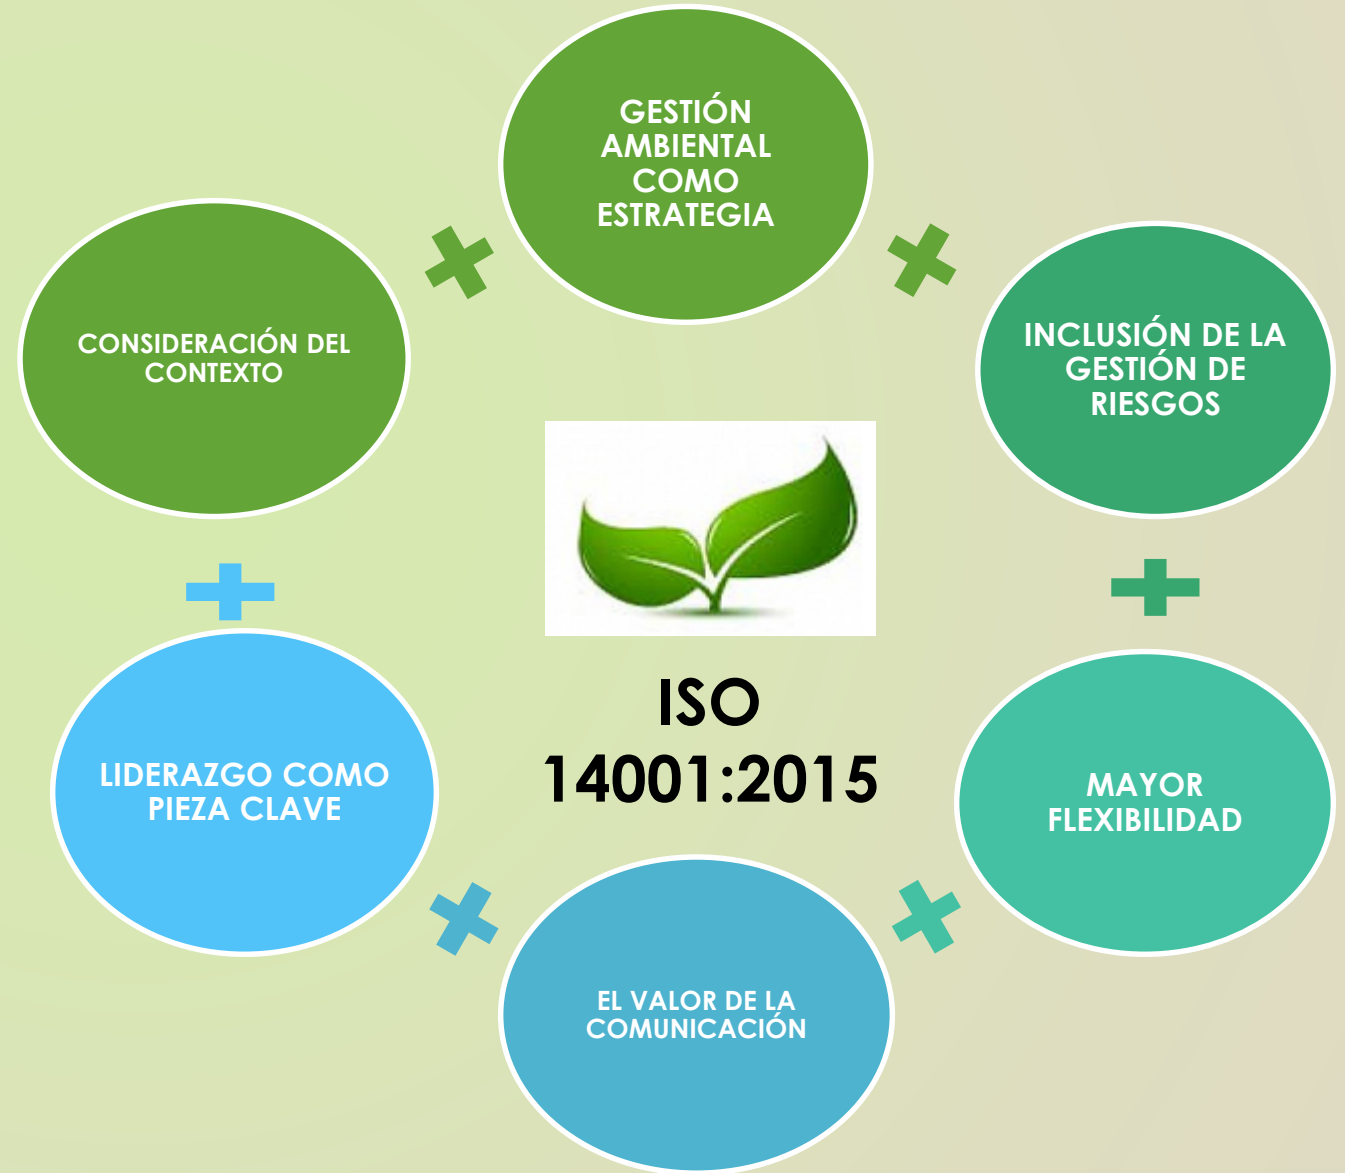 GESTIÓN
AMBIENTAL
COMO
ESTRATEGIA
CONSIDERACIÓN DEL
CONTEXTO
INCLUSIÓN DE LA
GESTIÓN DE
RIESGOS
ISO
14001:2015
LIDERAZGO COMO
PIEZA CLAVE
MAYOR
FLEXIBILIDAD
EL VALOR DE LA
COMUNICACIÓN